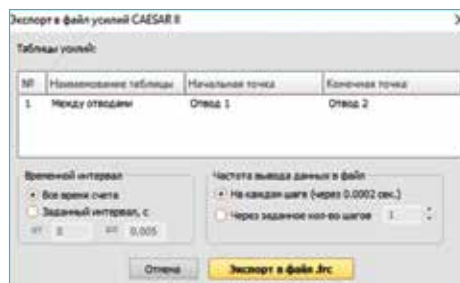 Экспорт в файл усилий CAESAR II
Таблицы усилий:
№ Наименование таблицы Начальная точка Конечная точка
1 Между отводами Отвод 1 Отвод 2
Временной интервал
Все время счета
Заданный интервал, с
от 0 до 0,005
Частота вывода данных в файл
На каждом шаге (через 0.0002 сек.)
Через заданное кол-во шагов 1
Отмена Экспорт в файл .frc